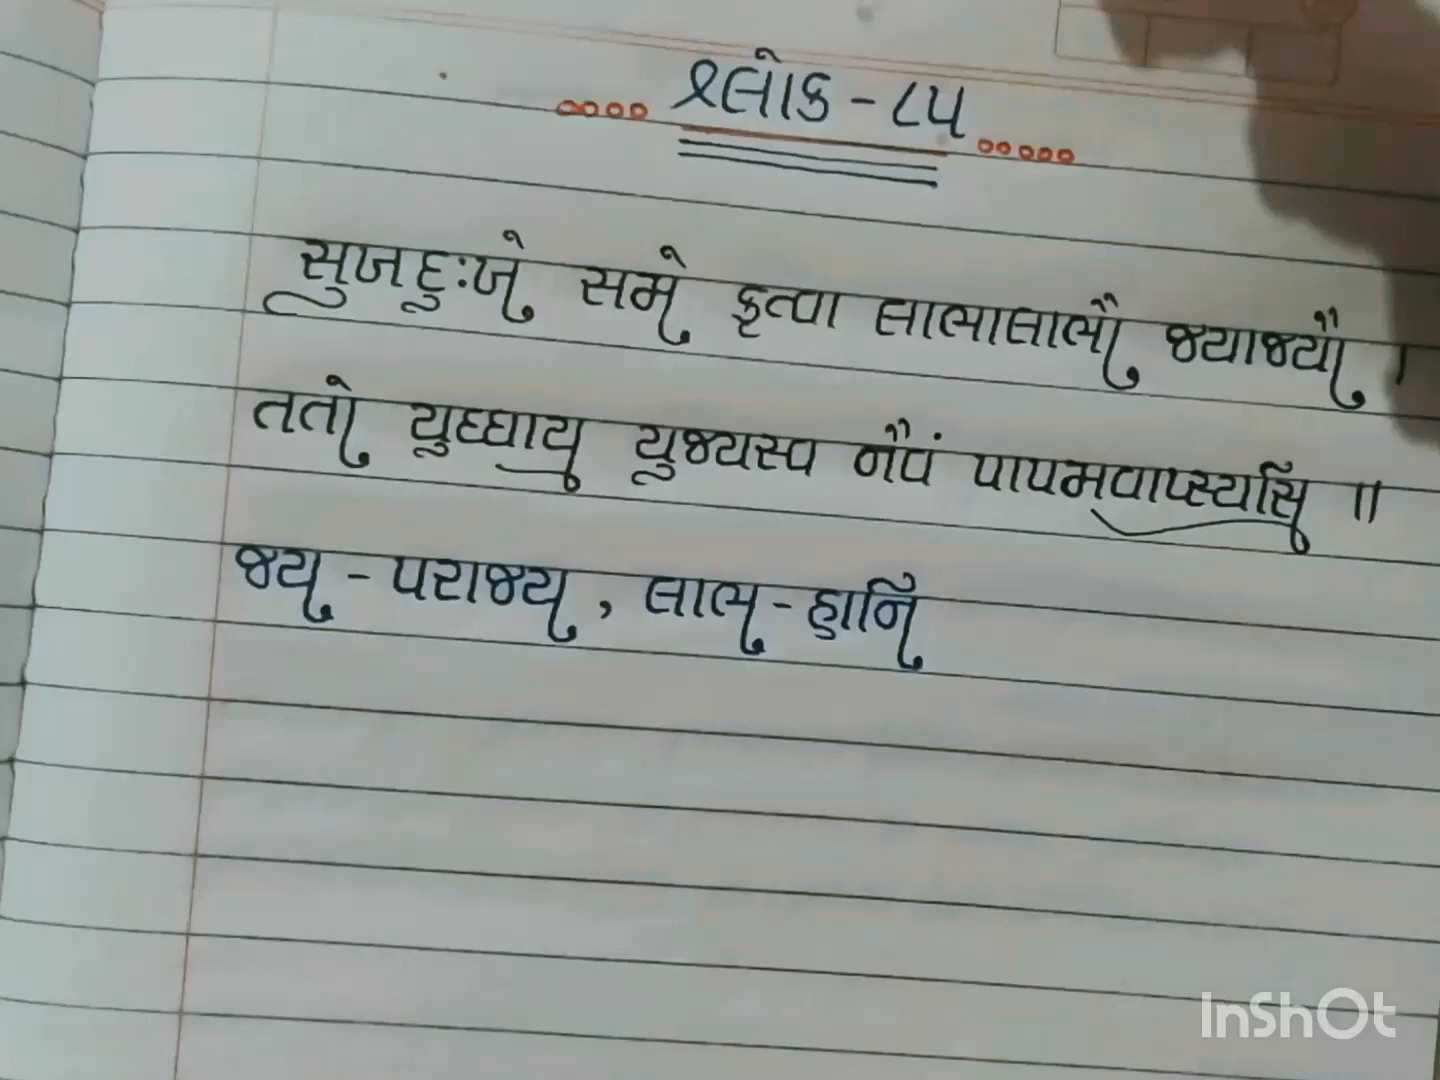 શ્લોક - ૮૫
સુખદુઃખે સમે કૃત્વા લાભાલાભૌ જયાજયૌ ।
તતો યુધ્ધાય યુજ્યસ્વ નૈવં પાપમવાપ્સ્યસિ ॥
જય - પરાજય, લાભ - હાનિ
InShOt